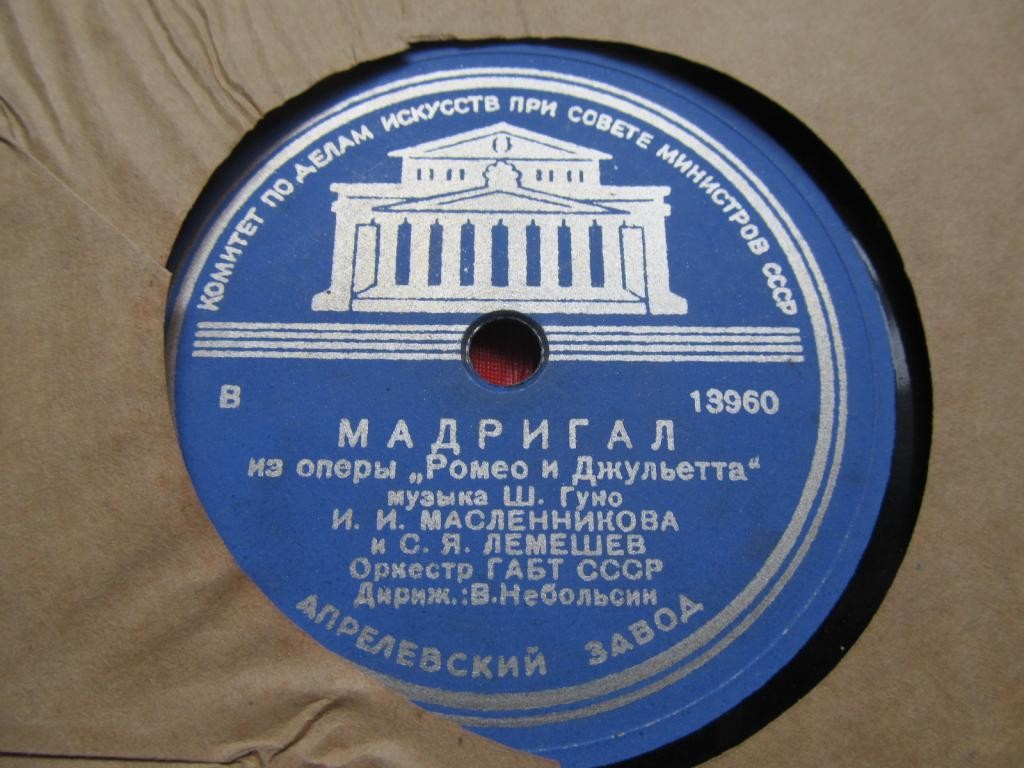 КОМИТЕТ ПО ДЕЛАМ ИСКУССТВ ПРИ СОВЕТЕ МИНИСТРОВ СССР
В 13960
МАДРИГАЛ
из оперы „Ромео и Джульетта“
музыка Ш. Гуно
И. И. МАСЛЕННИКОВА
и С. Я. ЛЕМЕШЕВ
Оркестр ГАБТ СССР
Дириж.: В. Небольсин
АПРЕЛЕВСКИЙ ЗАВОД